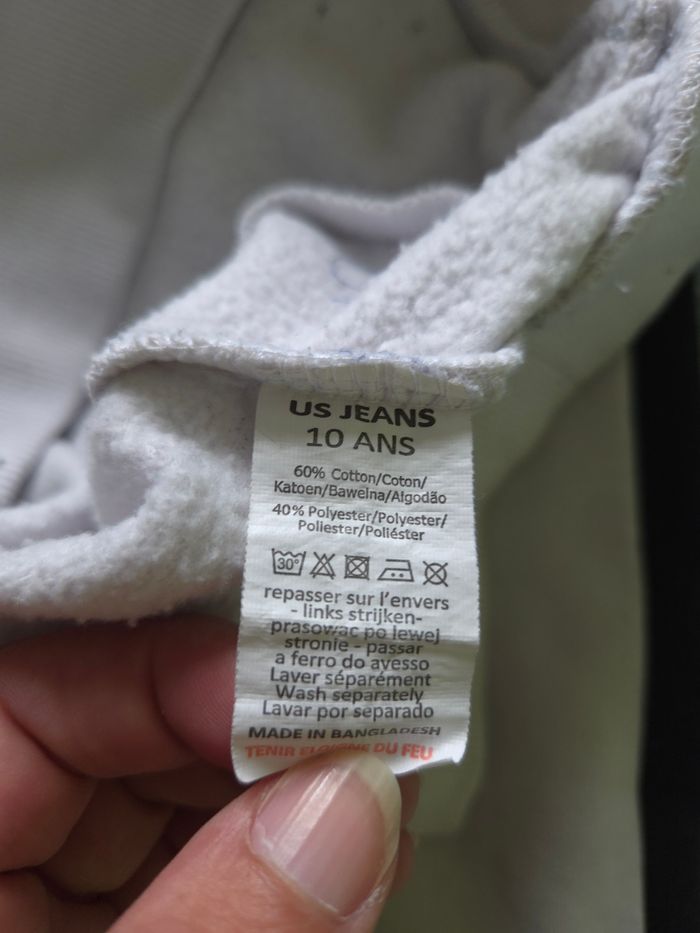 US JEANS
10 ANS
60% Cotton/Coton/
Katoen/Bawełna/Algodão
40% Polyester/Polyester/
Poliester/Poliéster
30°
repasser sur l'envers
- links strijken-
prasować po lewej
stronie - passar
a ferro do avesso
Laver séparément
Wash separately
Lavar por separado
MADE IN BANGLADESH
TENIR ELOIGNE DU FEU